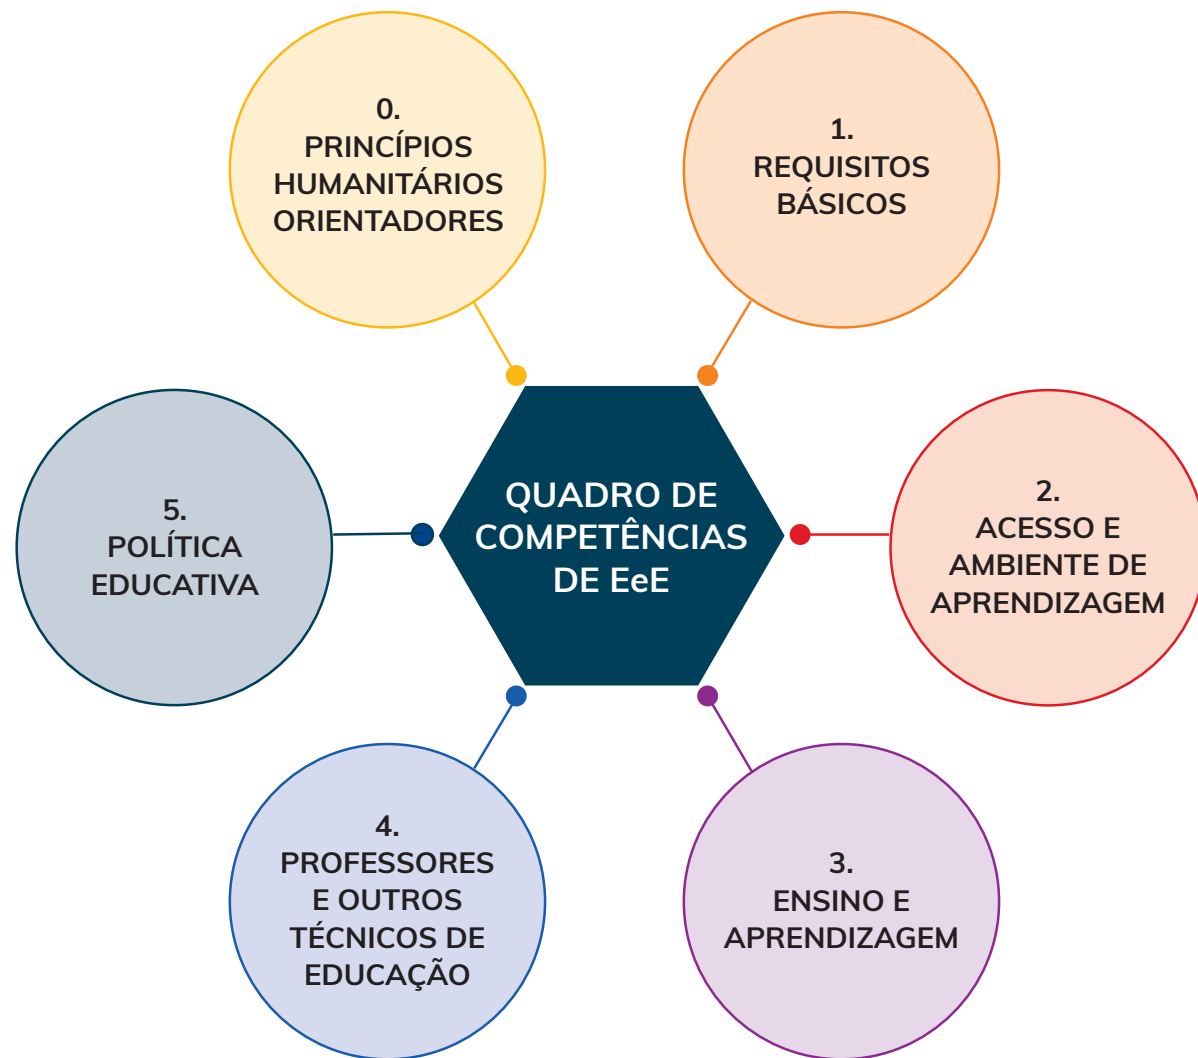 0.
PRINCÍPIOS
HUMANITÁRIOS
ORIENTADORES
1.
REQUISITOS
BÁSICOS
QUADRO DE
COMPETÊNCIAS
DE EeE
2.
ACESSO E
AMBIENTE DE
APRENDIZAGEM
3.
ENSINO E
APRENDIZAGEM
4.
PROFESSORES
E OUTROS
TÉCNICOS DE
EDUCAÇÃO
5.
POLÍTICA
EDUCATIVA